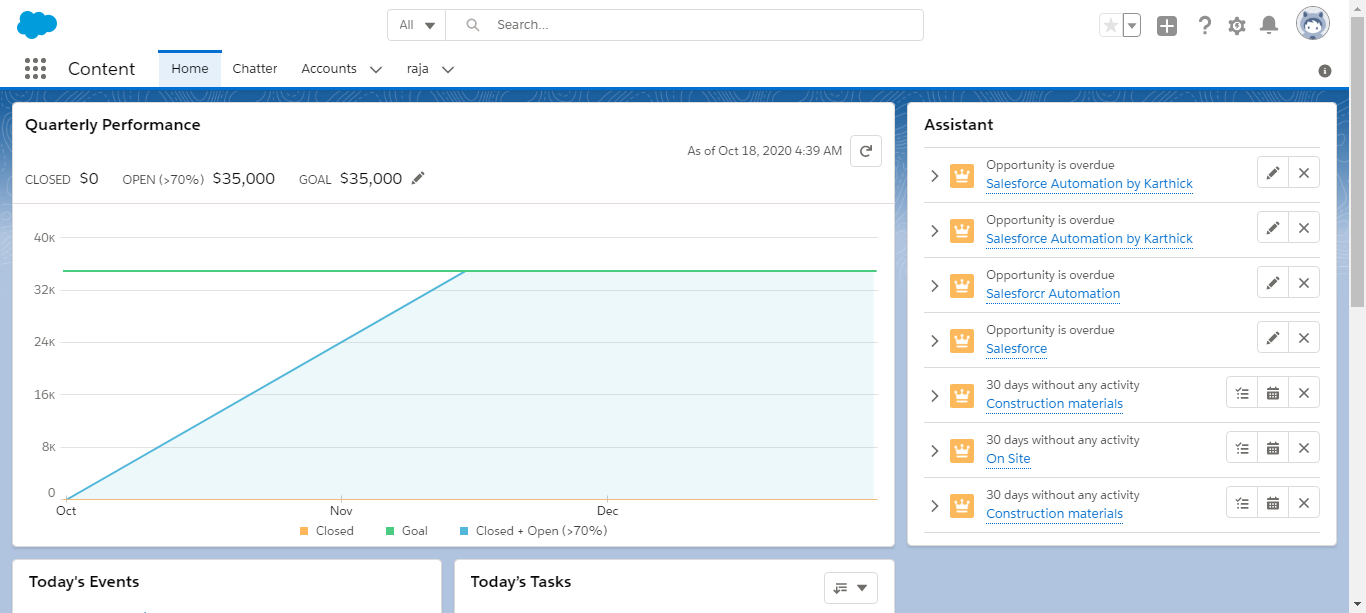 All
Search...
Content
Home
Chatter
Accounts
raja
Quarterly Performance
As of Oct 18, 2020 4:39 AM
CLOSED $0 OPEN (>70%) $35,000 GOAL $35,000
40K
32K
24K
16K
8K
0
Oct Nov Dec
Closed Goal Closed + Open (>70%)
Assistant
Opportunity is overdue
Salesforce Automation by Karthick
Opportunity is overdue
Salesforce Automation by Karthick
Opportunity is overdue
Salesforcr Automation
Opportunity is overdue
Salesforce
30 days without any activity
Construction materials
30 days without any activity
On Site
30 days without any activity
Construction materials
Today's Events
Today's Tasks